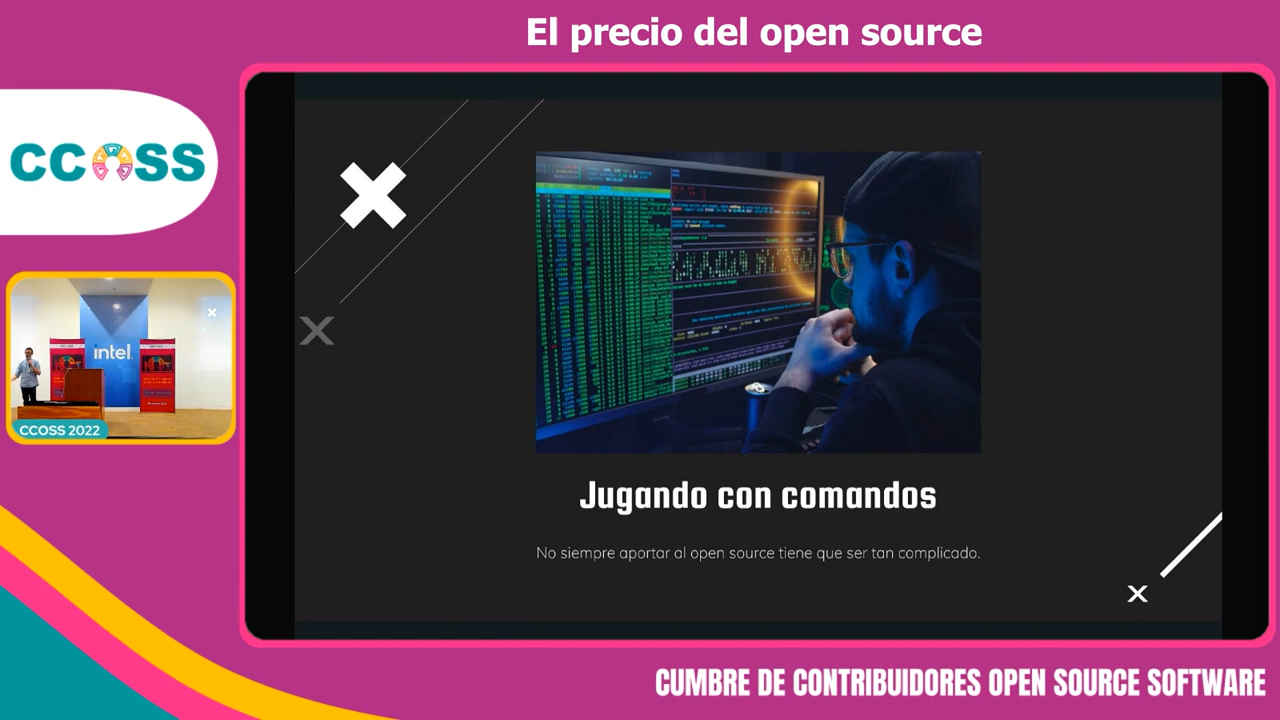 El precio del open source
CCOSS
intel.
CCOSS 2022
Jugando con comandos
No siempre aportar al open source tiene que ser tan complicado.
CUMBRE DE CONTRIBUIDORES OPEN SOURCE SOFTWARE